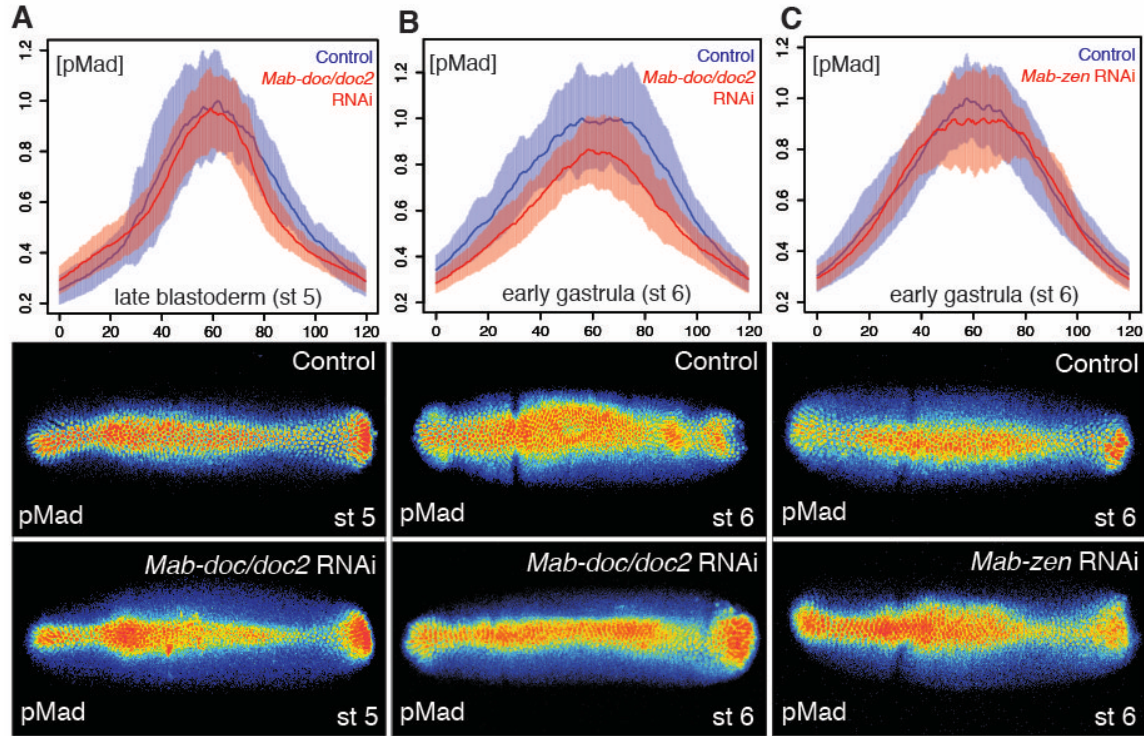 A
[pMad]
Control
Mab-doc/doc2
RNAi
1.2
1.0
0.8
0.6
0.4
0.2
late blastoderm (st 5)
0 20 40 60 80 100 120
B
[pMad]
Control
Mab-doc/doc2
RNAi
1.2
1.0
0.8
0.6
0.4
0.2
early gastrula (st 6)
0 20 40 60 80 100 120
C
[pMad]
Control
Mab-zen RNAi
1.2
1.0
0.8
0.6
0.4
0.2
early gastrula (st 6)
0 20 40 60 80 100 120
Control
pMad st 5
Control
pMad st 6
Control
pMad st 6
Mab-doc/doc2 RNAi
pMad st 5
Mab-doc/doc2 RNAi
pMad st 6
Mab-zen RNAi
pMad st 6